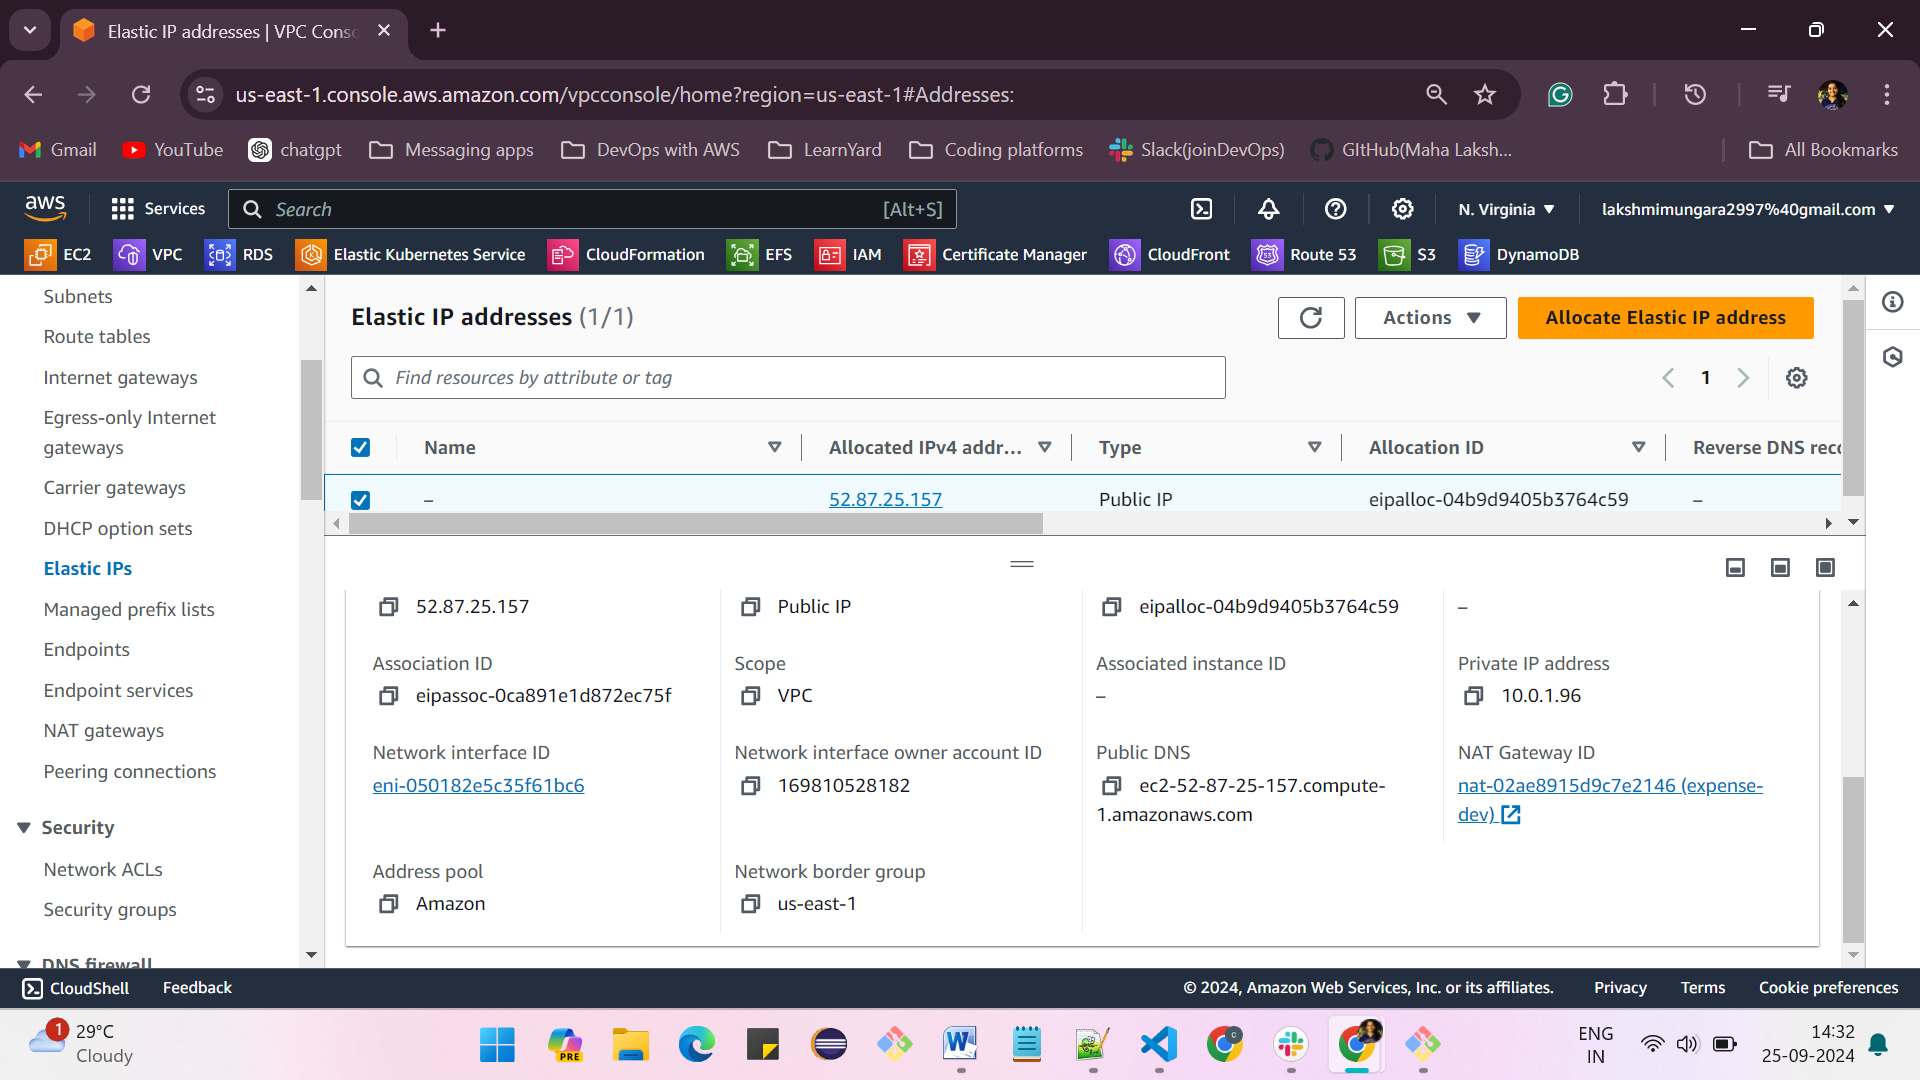 Elastic IP addresses | VPC Conso
us-east-1.console.aws.amazon.com/vpcconsole/home?region=us-east-1#Addresses:
Gmail YouTube chatgpt Messaging apps DevOps with AWS LearnYard Coding platforms Slack(joinDevOps) GItHub(Maha Laksh... All Bookmarks
aws Services Search [Alt+S] N. Virginia lakshmimungara2997%40gmail.com
EC2 VPC RDS Elastic Kubernetes Service CloudFormation EFS IAM Certificate Manager CloudFront Route 53 S3 DynamoDB
Subnets
Route tables
Internet gateways
Egress-only Internet
gateways
Carrier gateways
DHCP option sets
Elastic IPs
Managed prefix lists
Endpoints
Endpoint services
NAT gateways
Peering connections
Security
Network ACLs
Security groups
DNS firewall
Elastic IP addresses (1/1)
Actions
Allocate Elastic IP address
Find resources by attribute or tag
1
Name Allocated IPv4 addr... Type Allocation ID Reverse DNS reco
– 52.87.25.157 Public IP eipalloc-04b9d9405b3764c59 –
52.87.25.157 Public IP eipalloc-04b9d9405b3764c59 –
Association ID Scope Associated instance ID Private IP address
eipassoc-0ca891e1d872ec75f VPC – 10.0.1.96
Network interface ID Network interface owner account ID Public DNS NAT Gateway ID
eni-050182e5c35f61bc6 169810528182 ec2-52-87-25-157.compute- nat-02ae8915d9c7e2146 (expense-
1.amazonaws.com dev)
Address pool Network border group
Amazon us-east-1
CloudShell Feedback © 2024, Amazon Web Services, Inc. or its affiliates. Privacy Terms Cookie preferences
1 29°C
Cloudy
PRE
ENG
IN
14:32
25-09-2024